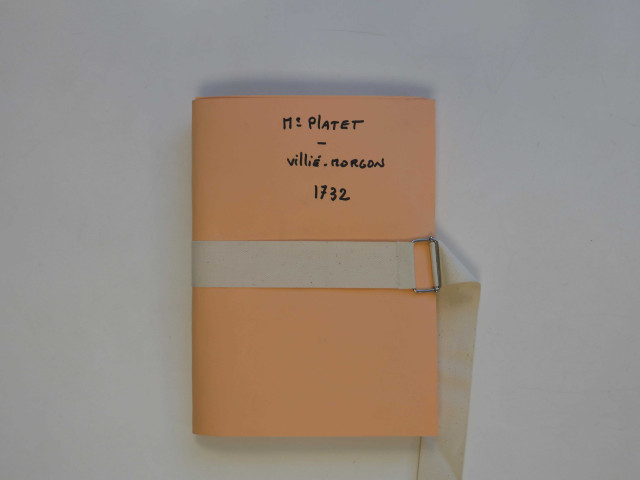 Me PLATET
-
VILLIÉ-MORGON
1732